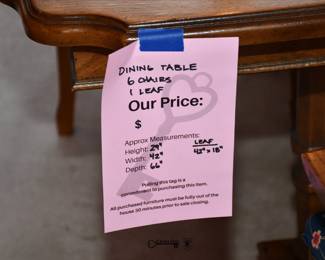 DINING TABLE
6 CHAIRS
1 LEAF
Our Price:
$
Approx Measurements:
Height: 29"
Width: 42"
Depth: 66"
LEAF
42" x 18"
Pulling this tag is a
commitment to purchasing this item.
All purchased furniture must be fully out of the
house 30 minutes prior to sale closing.